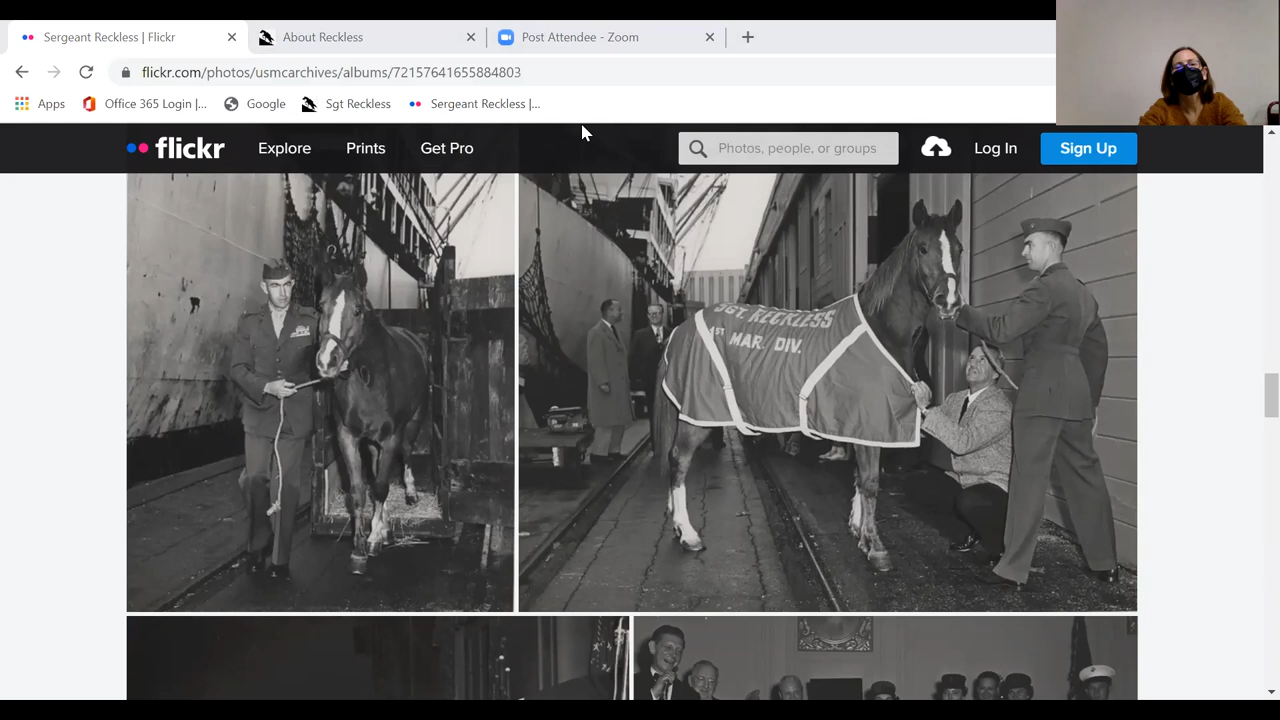 Sergeant Reckless | Flickr
About Reckless
Post Attendee - Zoom
flickr.com/photos/usmcarchives/albums/72157641655884803
Apps
Office 365 Login |...
Google
Sgt Reckless
Sergeant Reckless |...
flickr
Explore
Prints
Get Pro
Photos, people, or groups
Log In
Sign Up
SGT. RECKLESS
1ST MAR. DIV.